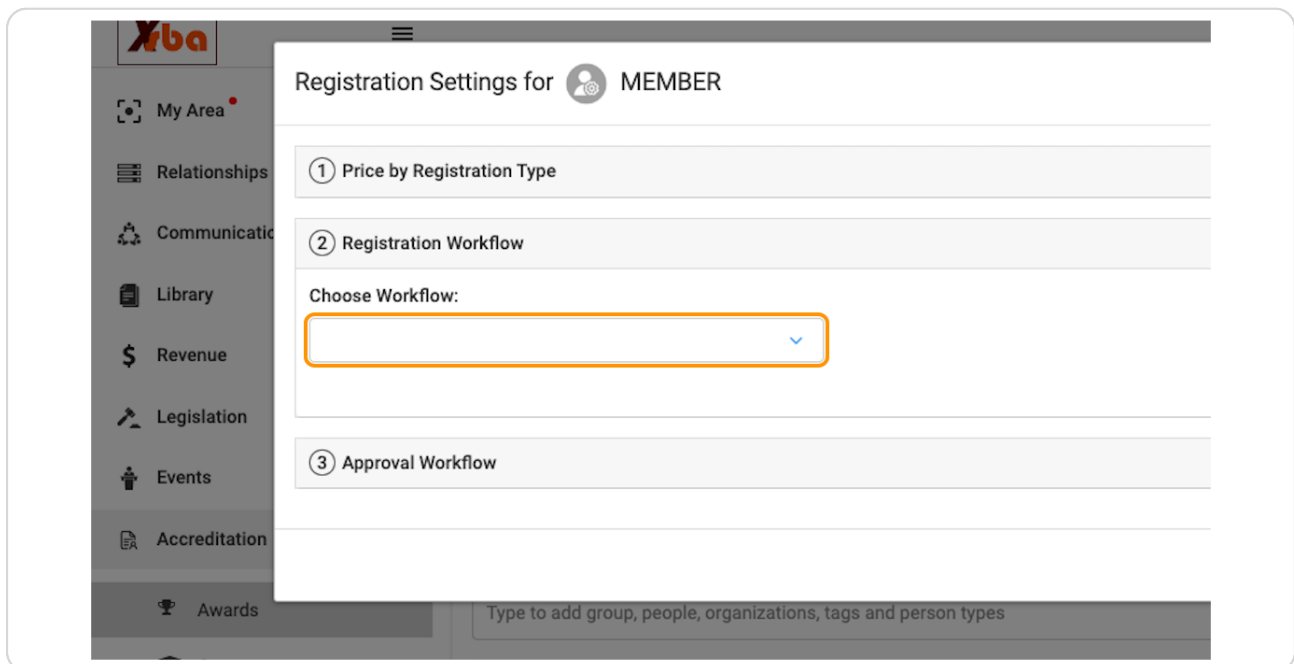 Xrba
Registration Settings for MEMBER
My Area
Relationships
Communicatio
Library
$ Revenue
Legislation
Events
Accreditation
Awards
1 Price by Registration Type
2 Registration Workflow
Choose Workflow:
3 Approval Workflow
Type to add group, people, organizations, tags and person types